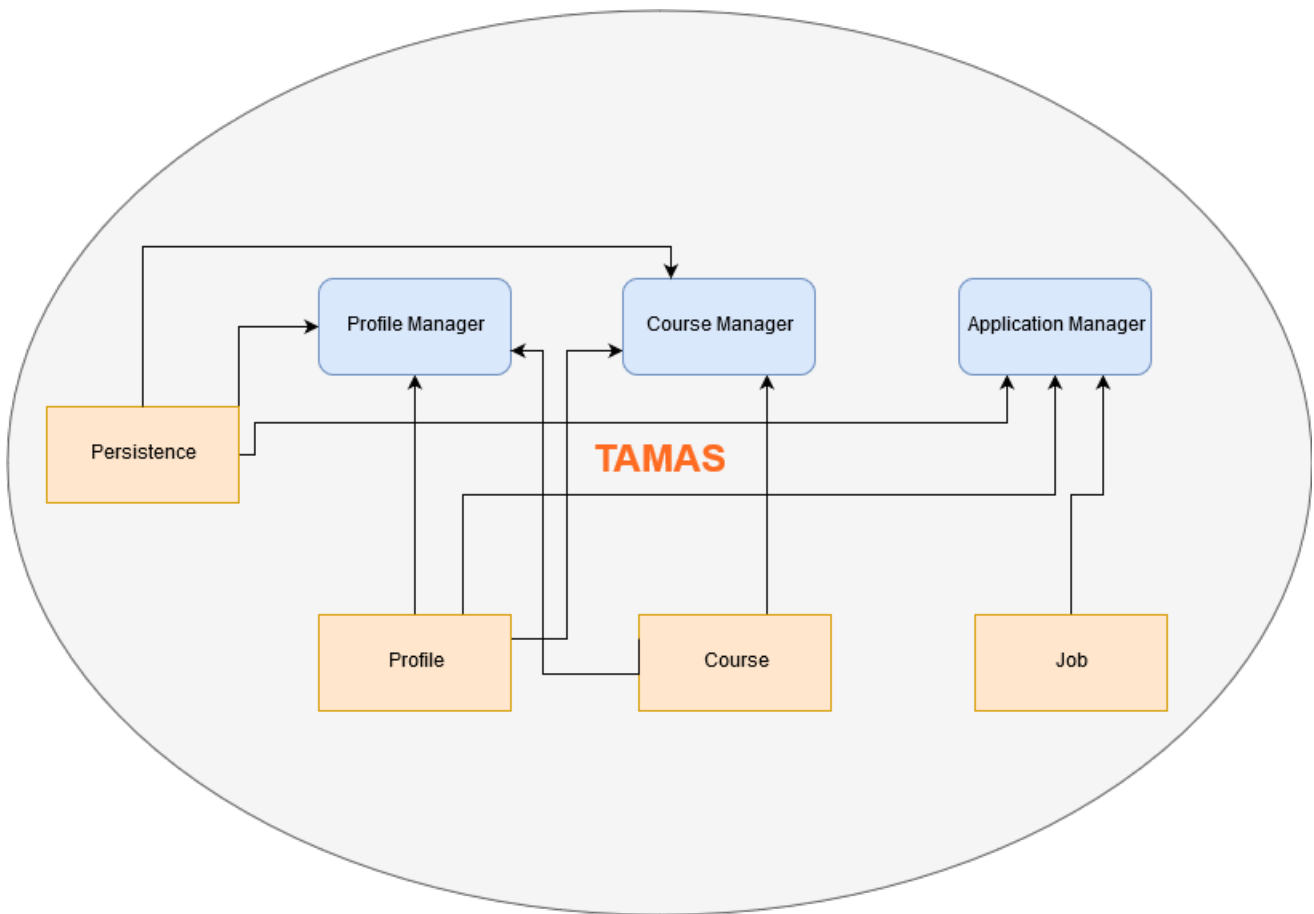 Profile Manager
Course Manager
Application Manager
Persistence
TAMAS
Profile
Course
Job